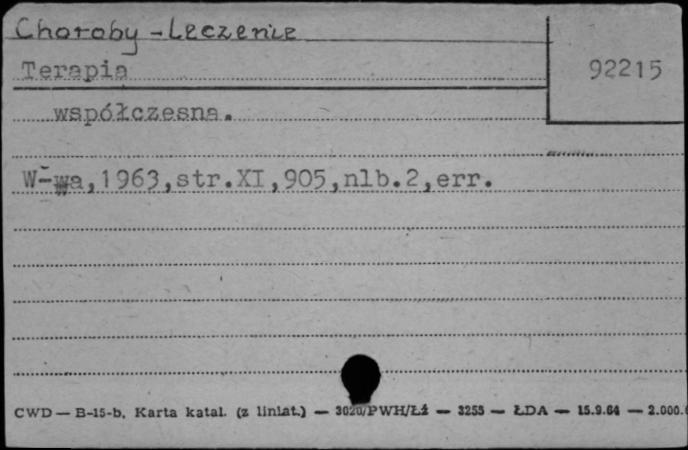 Choroby - Leczenie
Terapia
92215
współczesna.
W-wa,1963,str.XI,905,nlb.2,err.
CWD — B-15-b. Karta katal. (z liniat.) — 3020/PWH/Łź — 3255 — ŁDA — 15.9.64 — 2.000.